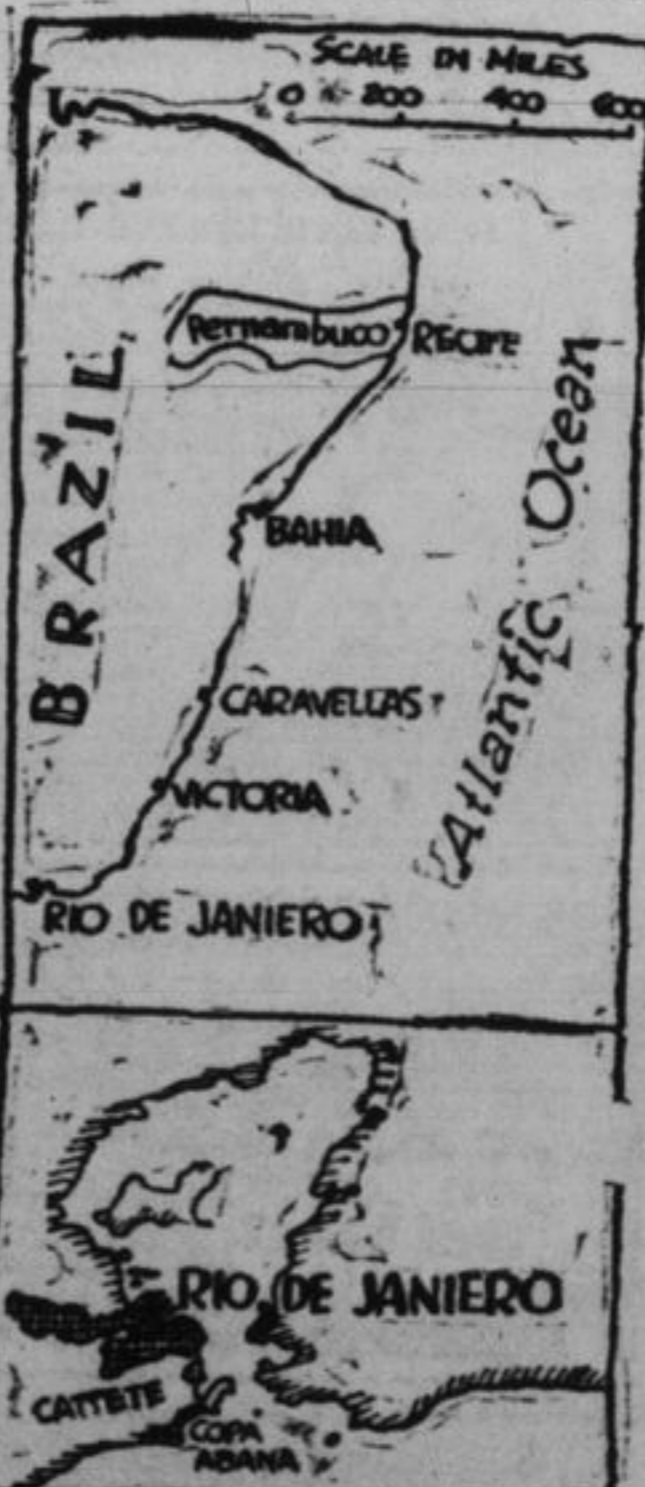 SCALE IN MILES
0 200 400 600
Pernambuco
RECIFE
BRAZIL
Atlantic Ocean
BAHIA
CARAVELLAS
VICTORIA
RIO DE JANIERO
RIO DE JANIERO
CATTETE
COPA
ABANA